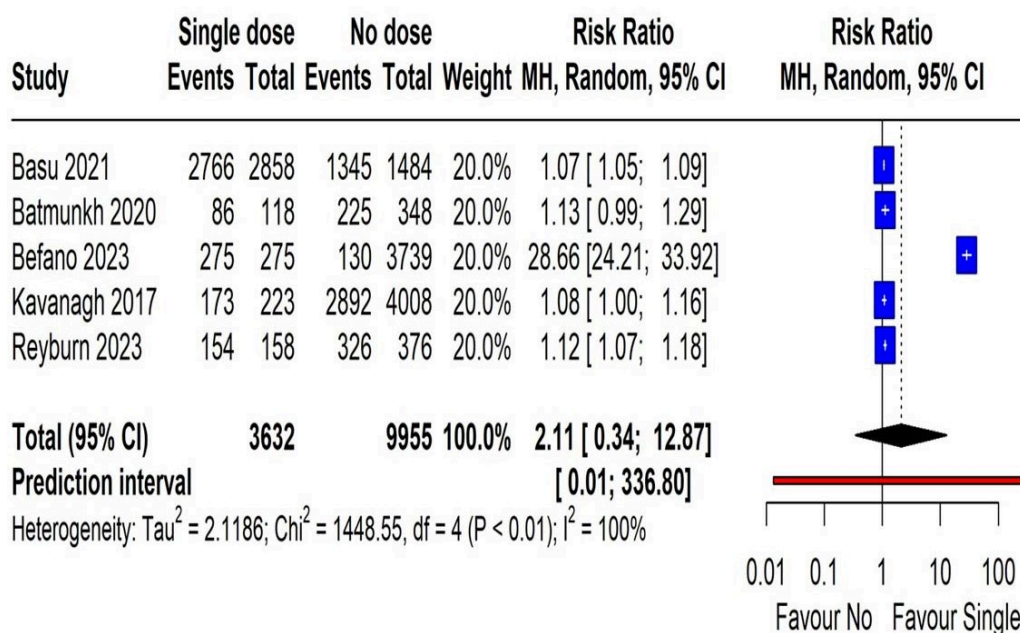 Single dose No dose Risk Ratio Risk Ratio
Study Events Total Events Total Weight MH, Random, 95% CI MH, Random, 95% CI
Basu 2021 2766 2858 1345 1484 20.0% 1.07 [ 1.05; 1.09]
Batmunkh 2020 86 118 225 348 20.0% 1.13 [ 0.99; 1.29]
Befano 2023 275 275 130 3739 20.0% 28.66 [24.21; 33.92]
Kavanagh 2017 173 223 2892 4008 20.0% 1.08 [ 1.00; 1.16]
Reyburn 2023 154 158 326 376 20.0% 1.12 [ 1.07; 1.18]
Total (95% CI) 3632 9955 100.0% 2.11 [ 0.34; 12.87]
Prediction interval [ 0.01; 336.80]
Heterogeneity: Tau² = 2.1186; Chi² = 1448.55, df = 4 (P < 0.01); I² = 100%
0.01 0.1 1 10 100
Favour No Favour Single